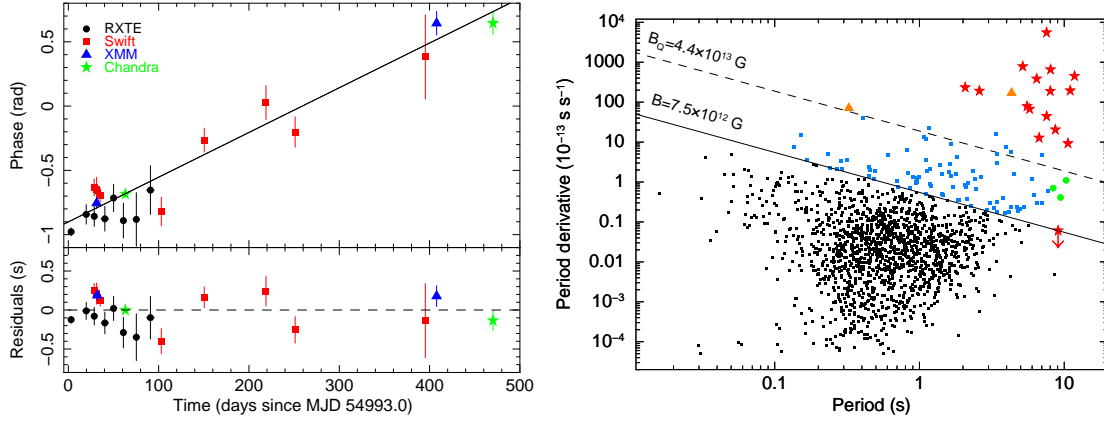 RXTE
Swift
XMM
Chandra
Phase (rad)
0.5
0
−0.5
−1
Residuals (s)
0.5
0
−0.5
0 100 200 300 400 500
Time (days since MJD 54993.0)
Period derivative (10⁻¹³ s s⁻¹)
10⁴
1000
100
10
1
0.1
0.01
10⁻³
10⁻⁴
B_Q=4.4×10¹³ G
B=7.5×10¹² G
0.1 1 10
Period (s)